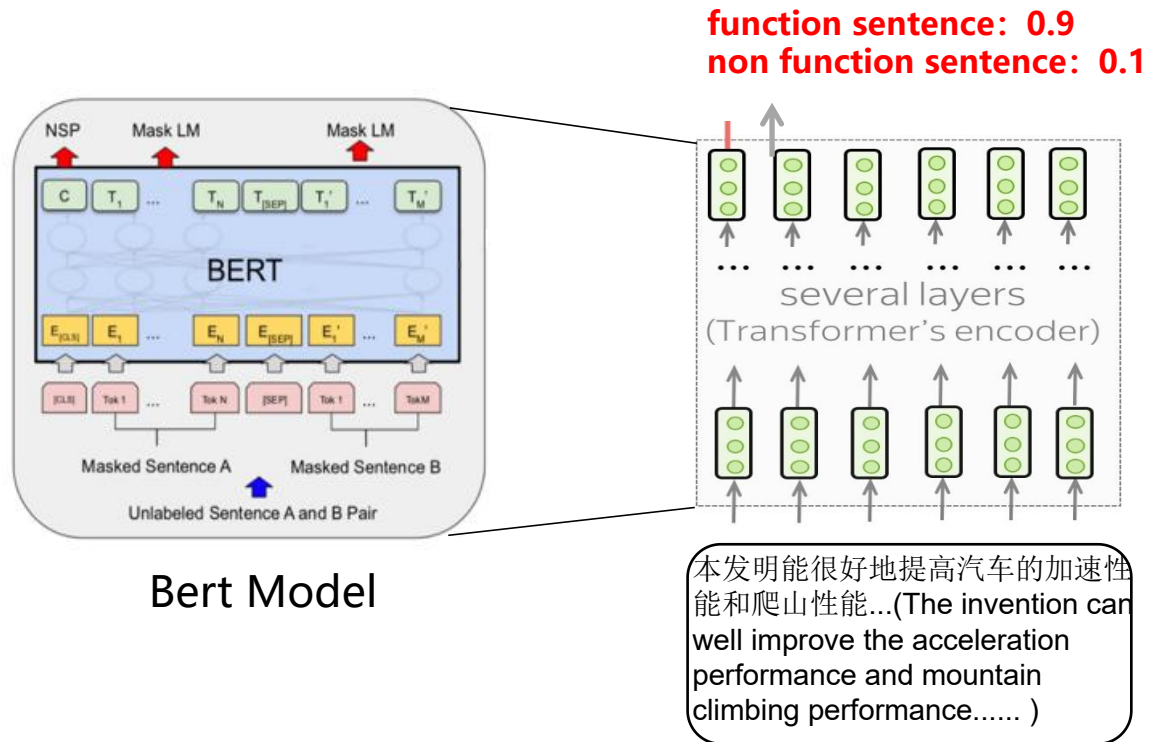 function sentence: 0.9
non function sentence: 0.1
NSP Mask LM Mask LM
C T1 ... TN T[SEP] T1' ... TM'
BERT
E[CLS] E1 ... EN E[SEP] E1' ... EM'
[CLS] Tok 1 ... Tok N [SEP] Tok 1 ... TokM
Masked Sentence A Masked Sentence B
Unlabeled Sentence A and B Pair
Bert Model
... ... ... ... ... ...
several layers
(Transformer's encoder)
本发明能很好地提高汽车的加速性
能和爬山性能...(The invention can
well improve the acceleration
performance and mountain
climbing performance...... )